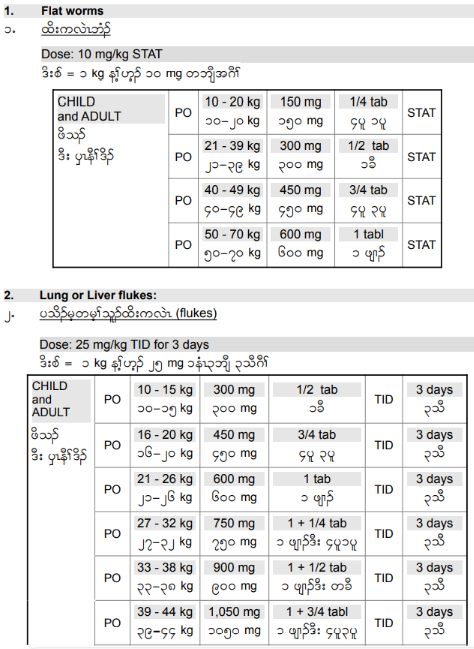 1. Flat worms
၁. ထိးကလဲၤဘံဉ်
Dose: 10 mg/kg STAT
ဒိးစ် = ၁ kg န့ၢ်ဟ့ဉ် ၁၀ mg တဘျီအဂီၢ်
CHILD PO 10 - 20 kg 150 mg 1/4 tab STAT
and ADULT ၁၀–၂၀ kg ၁၅၀ mg ၄ပူ ၁ပူ
ဖိသဉ် PO 21 - 39 kg 300 mg 1/2 tab STAT
ဒီး ပှၤနီၢ်ဒိဉ် ၂၁–၃၉ kg ၃၀၀ mg ၁ခီ
PO 40 - 49 kg 450 mg 3/4 tab STAT
၄၀–၄၉ kg ၄၅၀ mg ၄ပူ ၃ပူ
PO 50 - 70 kg 600 mg 1 tabl STAT
၅၀–၇၀ kg ၆၀၀ mg ၁ ဖျၢဉ်
2. Lung or Liver flukes:
၂. ပသိဉ်မ့တမ့ၢ်သူဉ်ထိးကလဲၤ (flukes)
Dose: 25 mg/kg TID for 3 days
ဒိးစ် = ၁ kg န့ၢ်ဟ့ဉ် ၂၅ mg ၁နံၤ၃ဘျီ ၃သီဂီၢ်
CHILD PO 10 - 15 kg 300 mg 1/2 tab TID 3 days
and ၁၀–၁၅ kg ၃၀၀ mg ၁ခီ ၃သီ
ADULT
ဖိသဉ် PO 16 - 20 kg 450 mg 3/4 tab TID 3 days
ဒီး ပှၤနီၢ်ဒိဉ် ၁၆–၂၀ kg ၄၅၀ mg ၄ပူ ၃ပူ ၃သီ
PO 21 - 26 kg 600 mg 1 tab TID 3 days
၂၁–၂၆ kg ၆၀၀ mg ၁ ဖျၢဉ် ၃သီ
PO 27 - 32 kg 750 mg 1 + 1/4 tab TID 3 days
၂၇–၃၂ kg ၇၅၀ mg ၁ ဖျၢဉ်ဒီး ၄ပူ၁ပူ ၃သီ
PO 33 - 38 kg 900 mg 1 + 1/2 tab TID 3 days
၃၃–၃၈ kg ၉၀၀ mg ၁ ဖျၢဉ်ဒီး တခီ ၃သီ
PO 39 - 44 kg 1,050 mg 1 + 3/4 tabl TID 3 days
၃၉–၄၄ kg ၁၀၅၀ mg ၁ ဖျၢဉ်ဒီး ၄ပူ၃ပူ ၃သီ